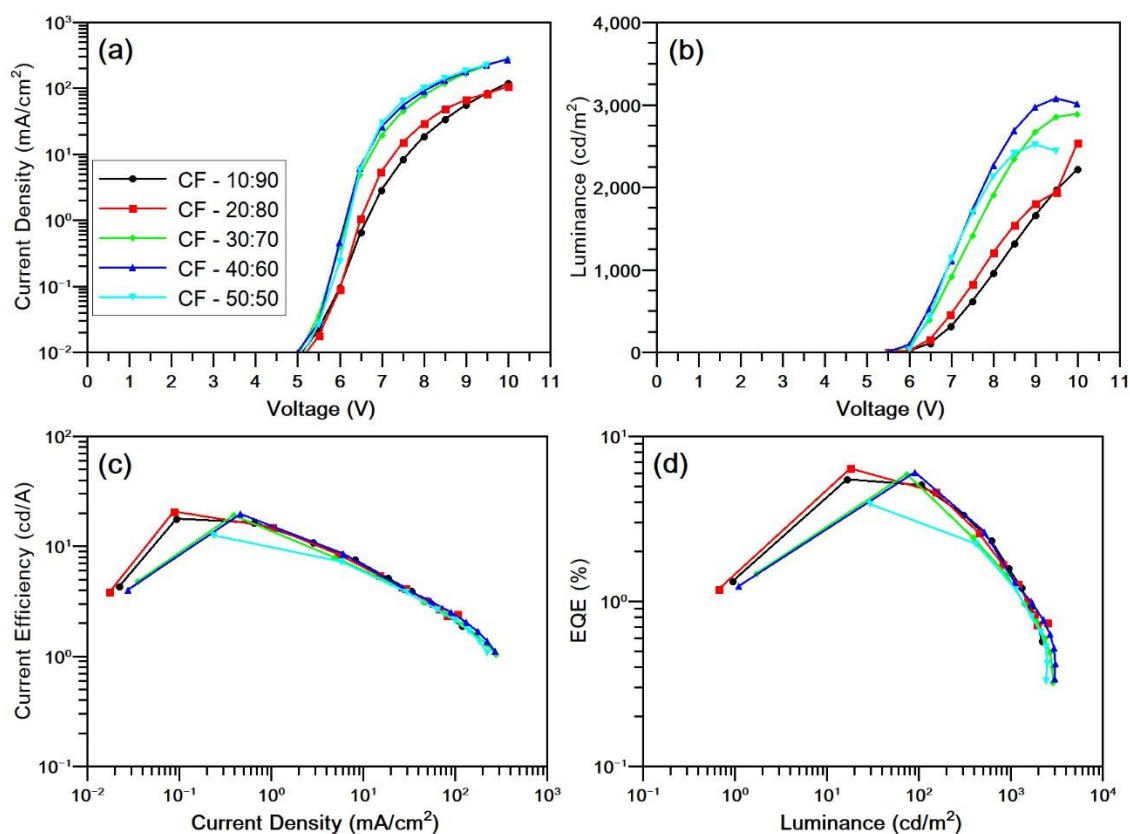 (a)
Current Density (mA/cm²)
10³
10²
10¹
10⁰
10⁻¹
10⁻²
CF - 10:90
CF - 20:80
CF - 30:70
CF - 40:60
CF - 50:50
0 1 2 3 4 5 6 7 8 9 10 11
Voltage (V)
(b)
Luminance (cd/m²)
4,000
3,000
2,000
1,000
0
0 1 2 3 4 5 6 7 8 9 10 11
Voltage (V)
(c)
Current Efficiency (cd/A)
10²
10¹
10⁰
10⁻¹
10⁻² 10⁻¹ 10⁰ 10¹ 10² 10³
Current Density (mA/cm²)
(d)
EQE (%)
10¹
10⁰
10⁻¹
10⁻¹ 10⁰ 10¹ 10² 10³ 10⁴
Luminance (cd/m²)